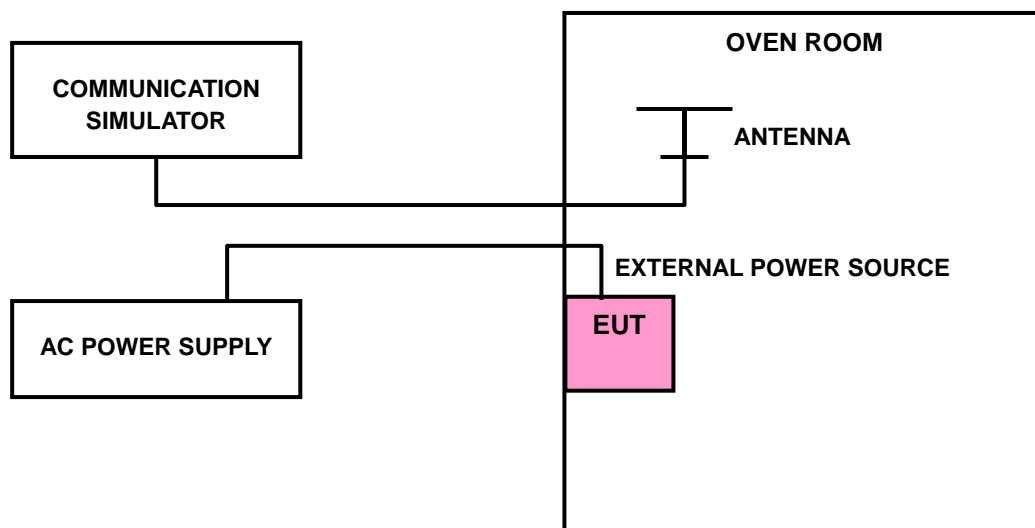 OVEN ROOM
COMMUNICATION
SIMULATOR
ANTENNA
EXTERNAL POWER SOURCE
EUT
AC POWER SUPPLY